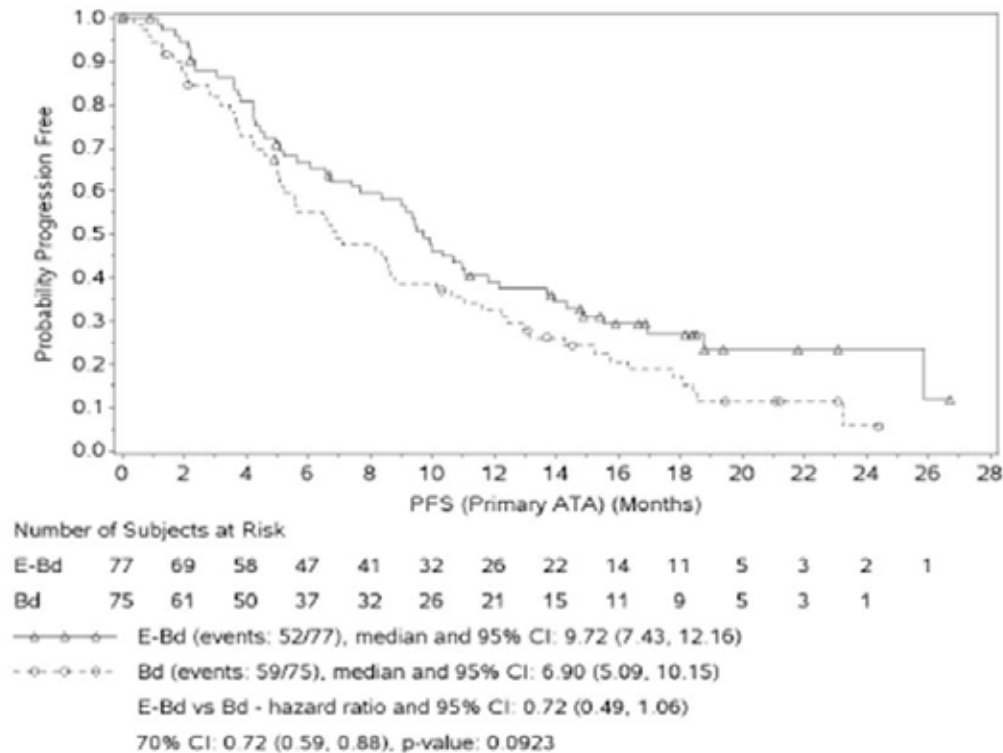 Probability Progression Free
1.0
0.9
0.8
0.7
0.6
0.5
0.4
0.3
0.2
0.1
0.0
0 2 4 6 8 10 12 14 16 18 20 22 24 26 28
PFS (Primary ATA) (Months)
Number of Subjects at Risk
E-Bd 77 69 58 47 41 32 26 22 14 11 5 3 2 1
Bd 75 61 50 37 32 26 21 15 11 9 5 3 1
E-Bd (events: 52/77), median and 95% CI: 9.72 (7.43, 12.16)
Bd (events: 59/75), median and 95% CI: 6.90 (5.09, 10.15)
E-Bd vs Bd - hazard ratio and 95% CI: 0.72 (0.49, 1.06)
70% CI: 0.72 (0.59, 0.88), p-value: 0.0923